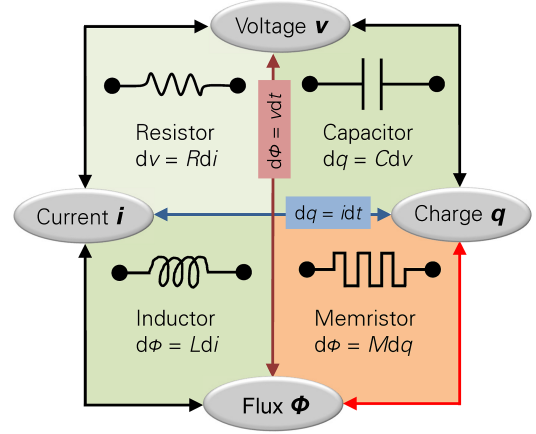 Voltage v
Resistor
dv = Rdi
dΦ = vdt
Capacitor
dq = Cdv
Current i
dq = idt
Charge q
Inductor
dΦ = Ldi
Memristor
dΦ = Mdq
Flux Φ